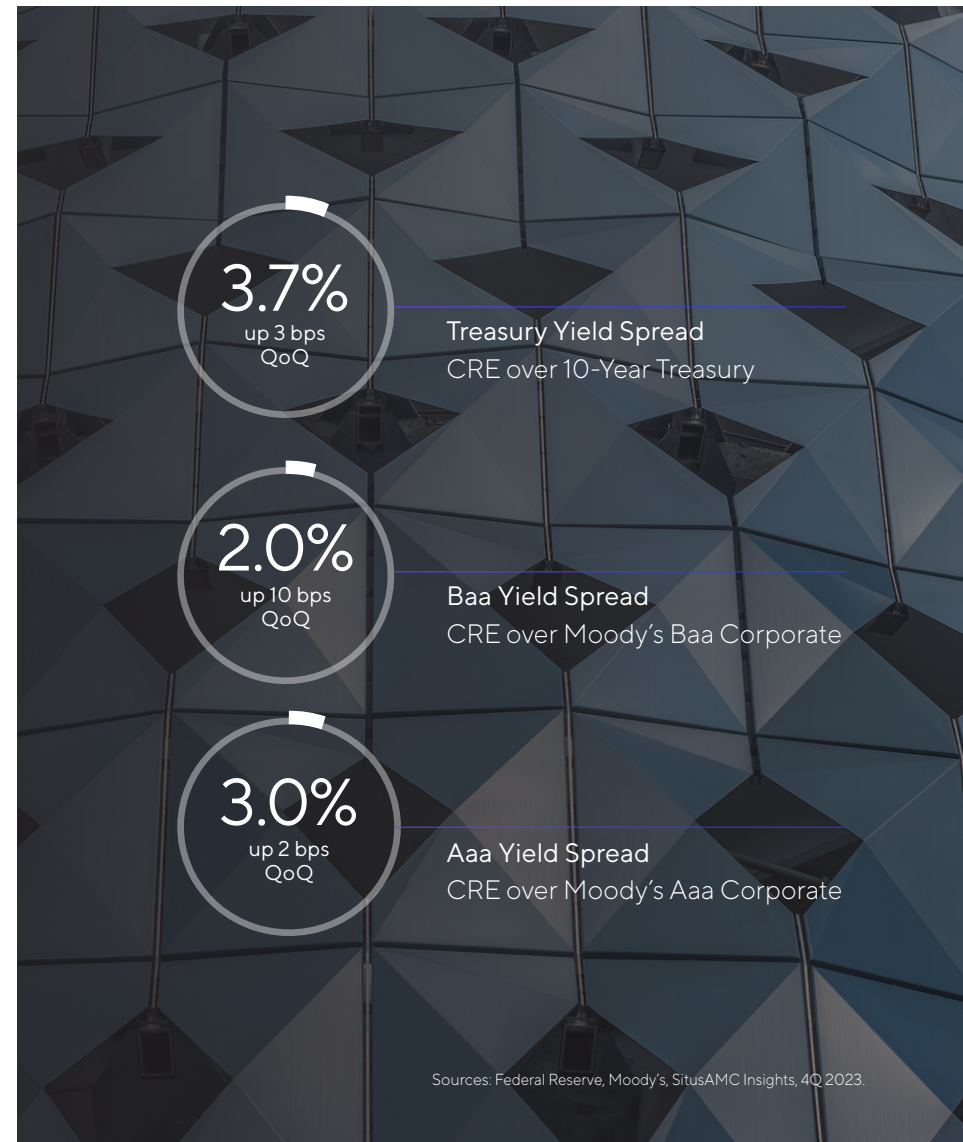 3.7%
up 3 bps
QoQ
Treasury Yield Spread
CRE over 10-Year Treasury
2.0%
up 10 bps
QoQ
Baa Yield Spread
CRE over Moody’s Baa Corporate
3.0%
up 2 bps
QoQ
Aaa Yield Spread
CRE over Moody’s Aaa Corporate
Sources: Federal Reserve, Moody’s, SitusAMC Insights, 4Q 2023.